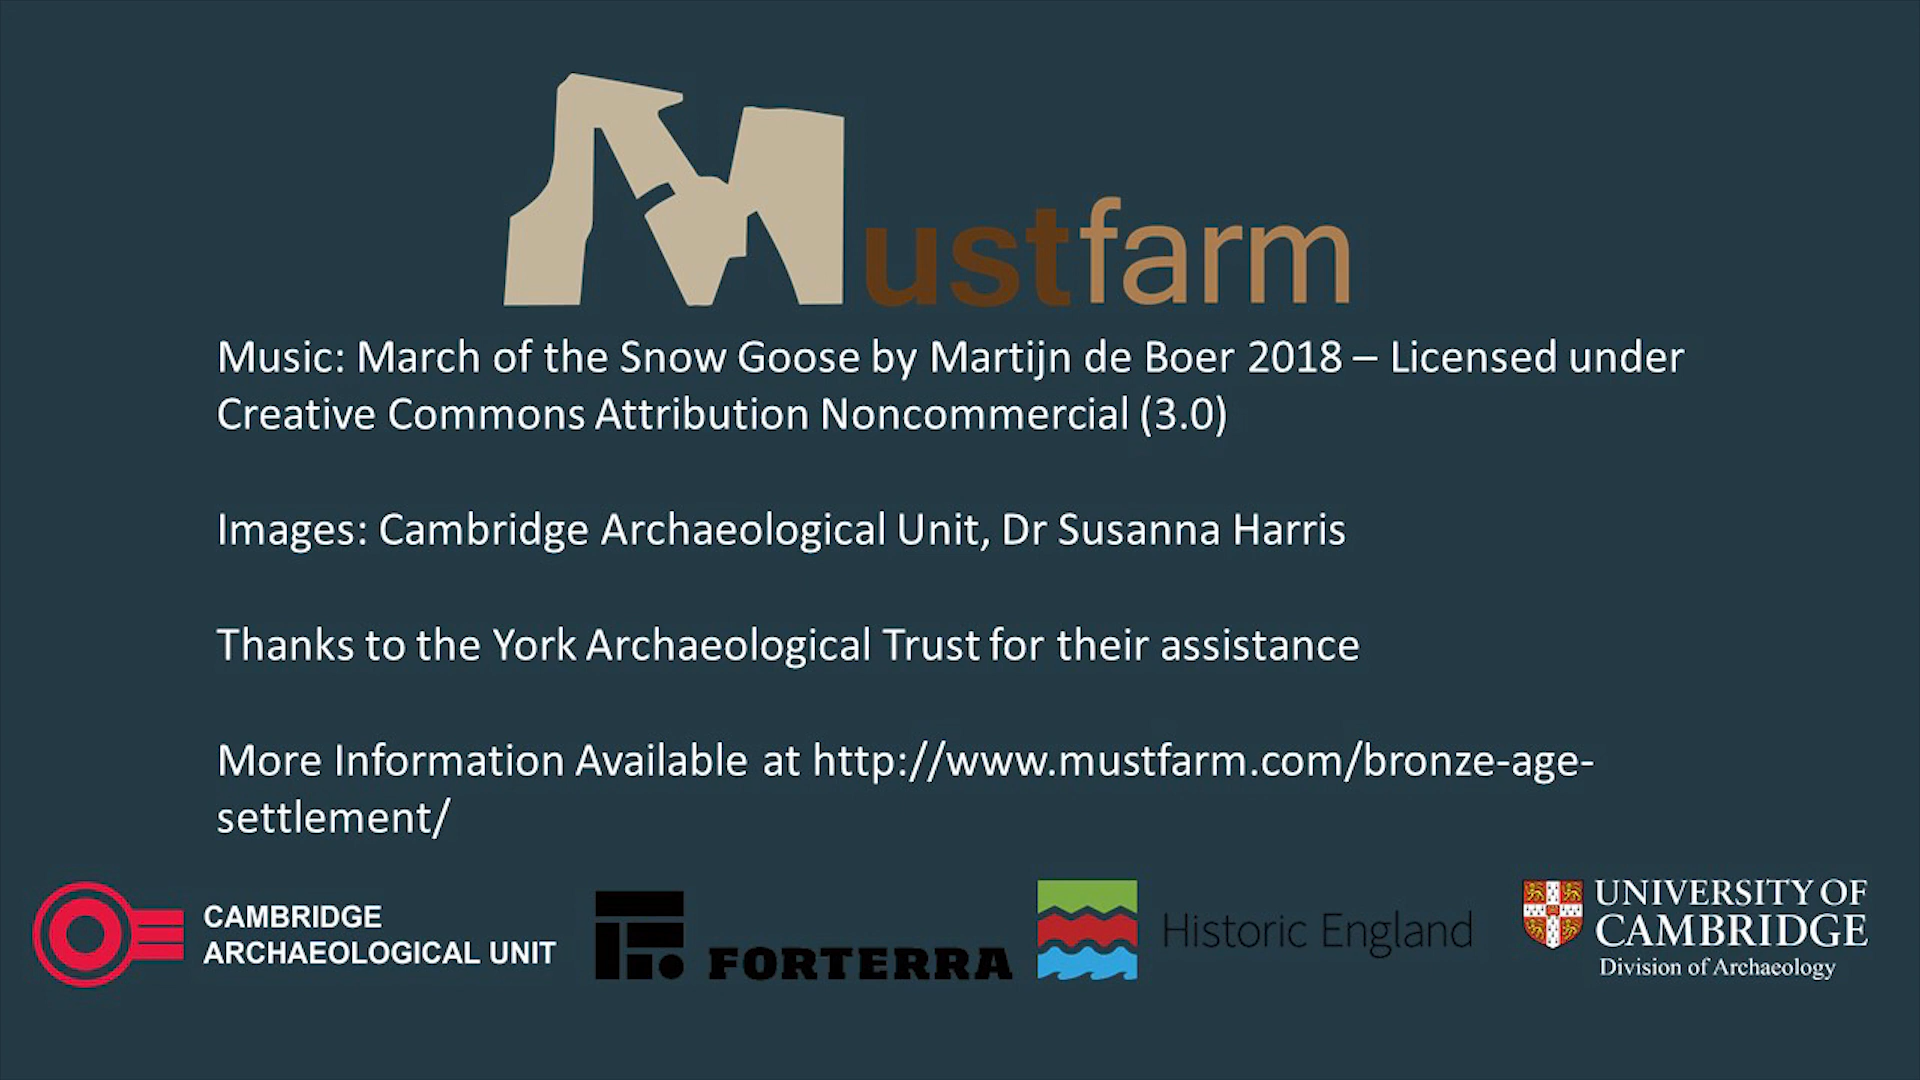 Mustfarm
Music: March of the Snow Goose by Martijn de Boer 2018 – Licensed under
Creative Commons Attribution Noncommercial (3.0)
Images: Cambridge Archaeological Unit, Dr Susanna Harris
Thanks to the York Archaeological Trust for their assistance
More Information Available at http://www.mustfarm.com/bronze-age-
settlement/
CAMBRIDGE
ARCHAEOLOGICAL UNIT
FORTERRA
Historic England
UNIVERSITY OF
CAMBRIDGE
Division of Archaeology